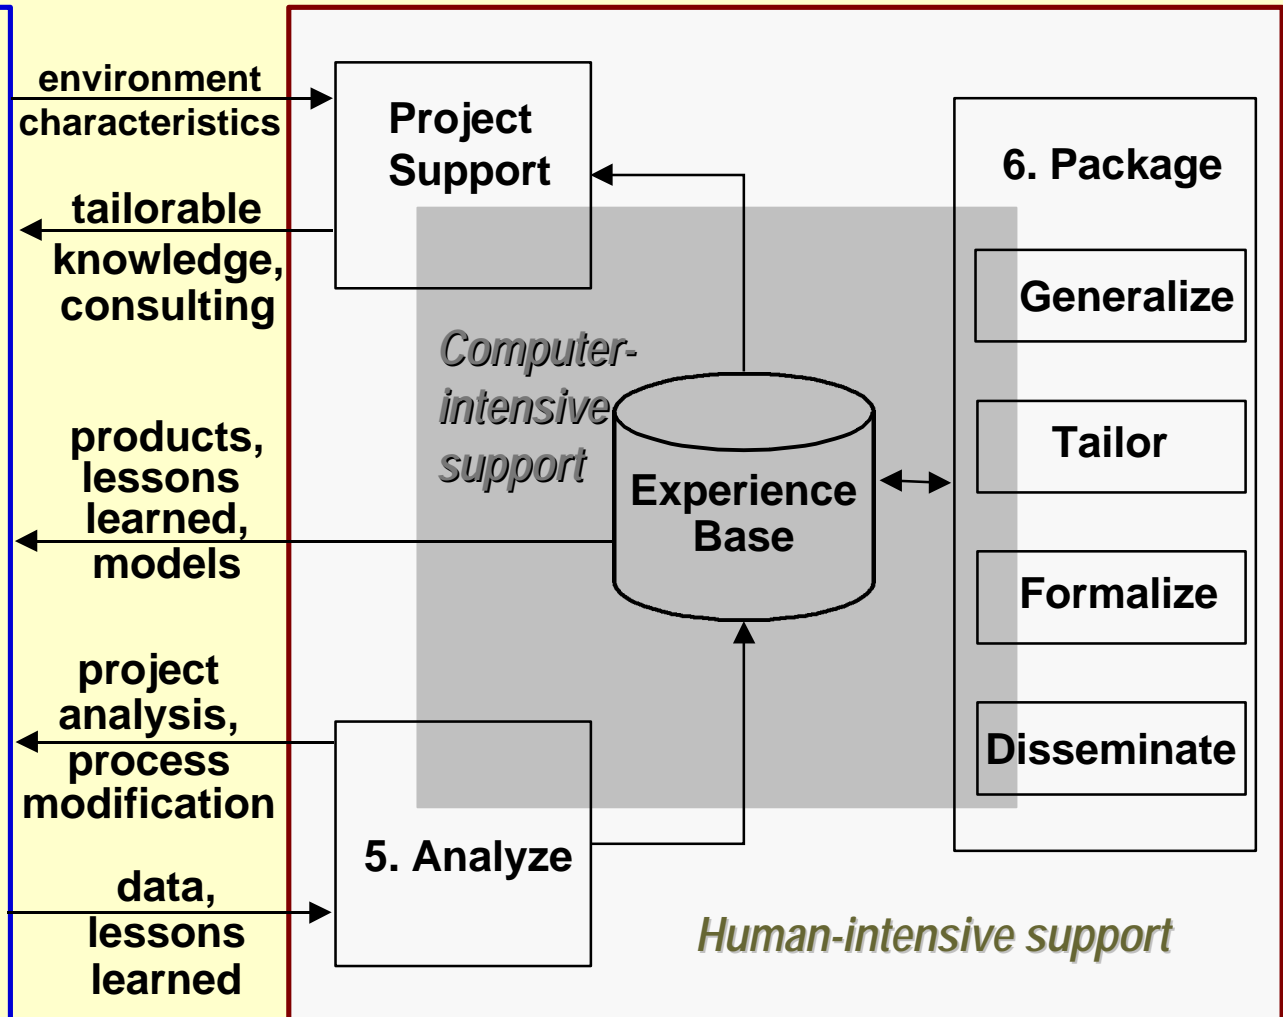 environment
characteristics
tailorable
knowledge,
consulting
products,
lessons
learned,
models
project
analysis,
process
modification
data,
lessons
learned
Project
Support
Computer-
intensive
support
Experience
Base
5. Analyze
6. Package
Generalize
Tailor
Formalize
Disseminate
Human-intensive support